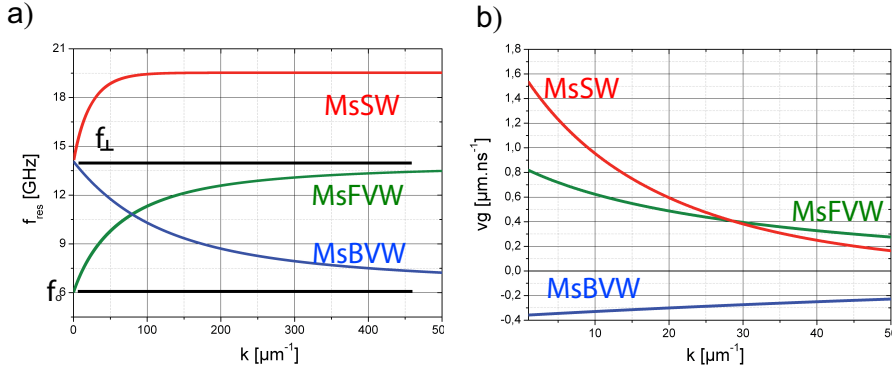 a)
21
18
15
12
9
6
f⊥
f₀
MsSW
MsFVW
MsBVW
f_res [GHz]
0 100 200 300 400 50
k [µm⁻¹]
b)
1,8
1,6
1,4
1,2
1,0
0,8
0,6
0,4
0,2
0,0
-0,2
-0,4
MsSW
MsFVW
MsBVW
vg [µm.ns⁻¹]
10 20 30 40 50
k [µm⁻¹]